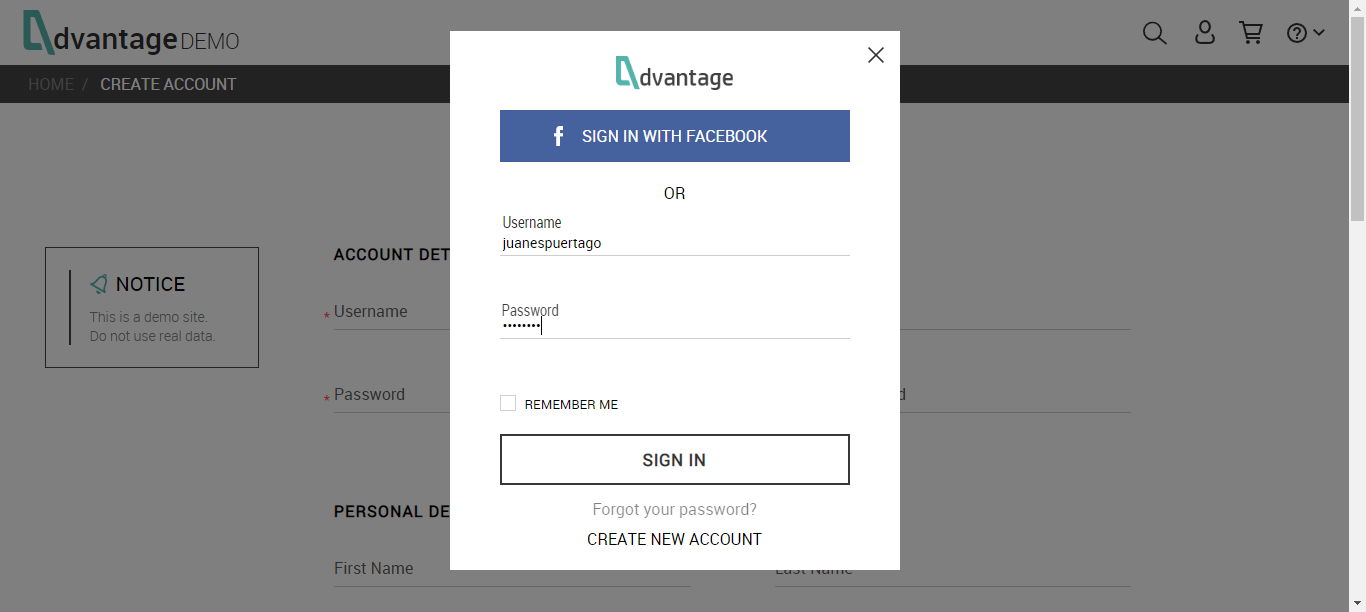 dvantage DEMO
HOME / CREATE ACCOUNT
dvantage
SIGN IN WITH FACEBOOK
OR
Username
juanespuertago
Password
••••••••
REMEMBER ME
SIGN IN
Forgot your password?
CREATE NEW ACCOUNT
NOTICE
This is a demo site.
Do not use real data.
ACCOUNT DET
* Username
* Password
d
PERSONAL DE
First Name
Last Name